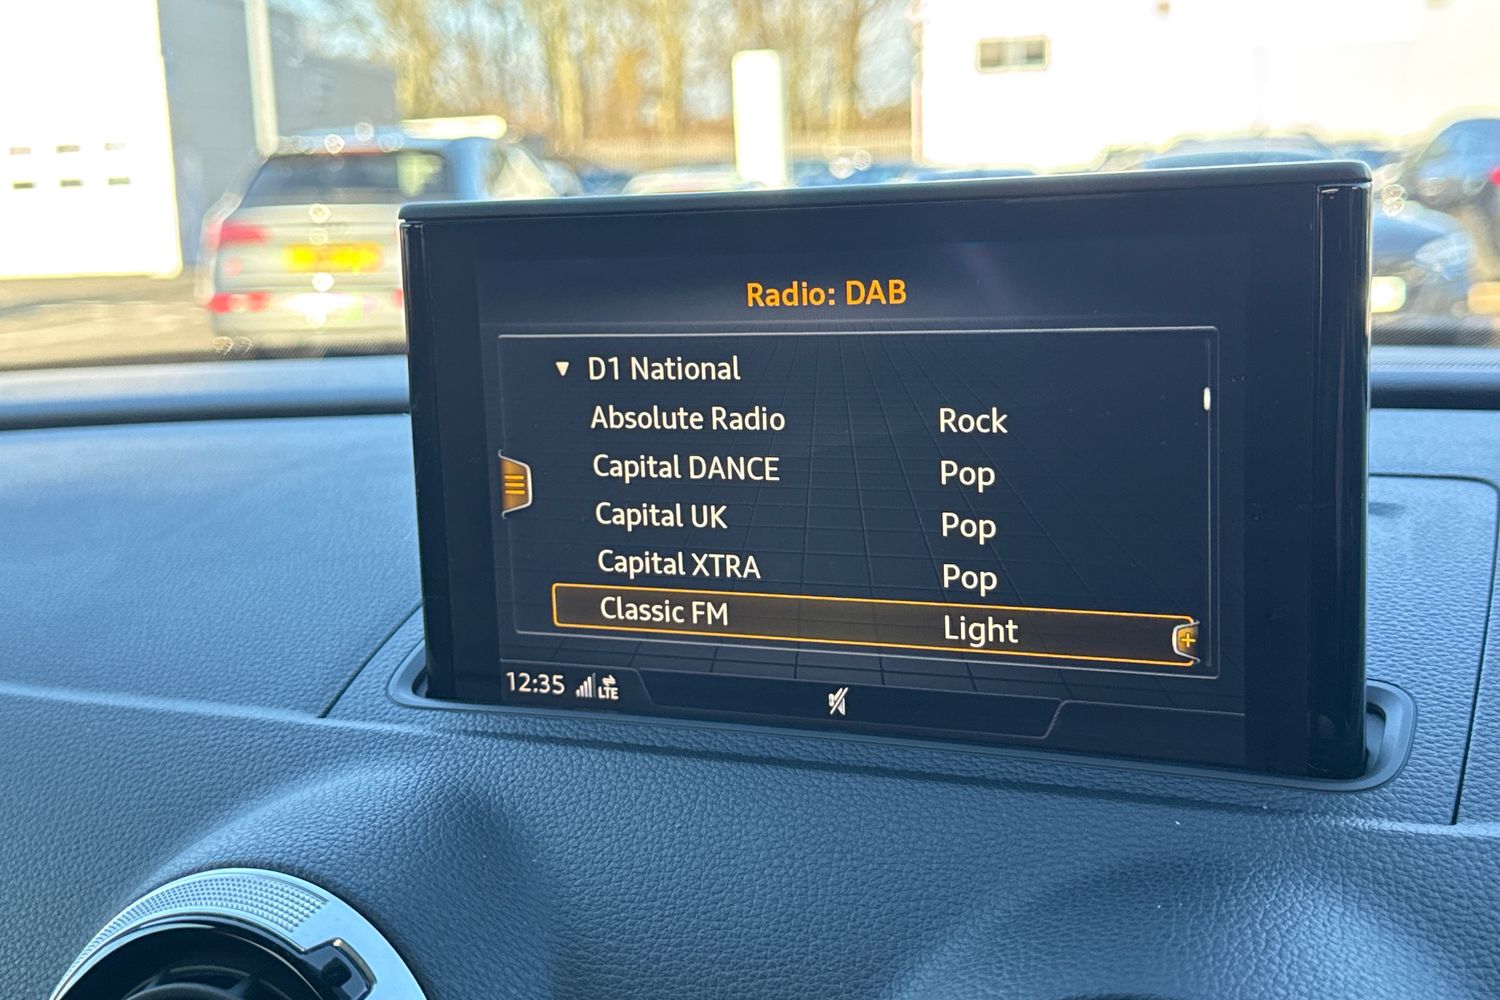 Radio: DAB
D1 National
Absolute Radio Rock
Capital DANCE Pop
Capital UK Pop
Capital XTRA Pop
Classic FM Light
12:35 LTE